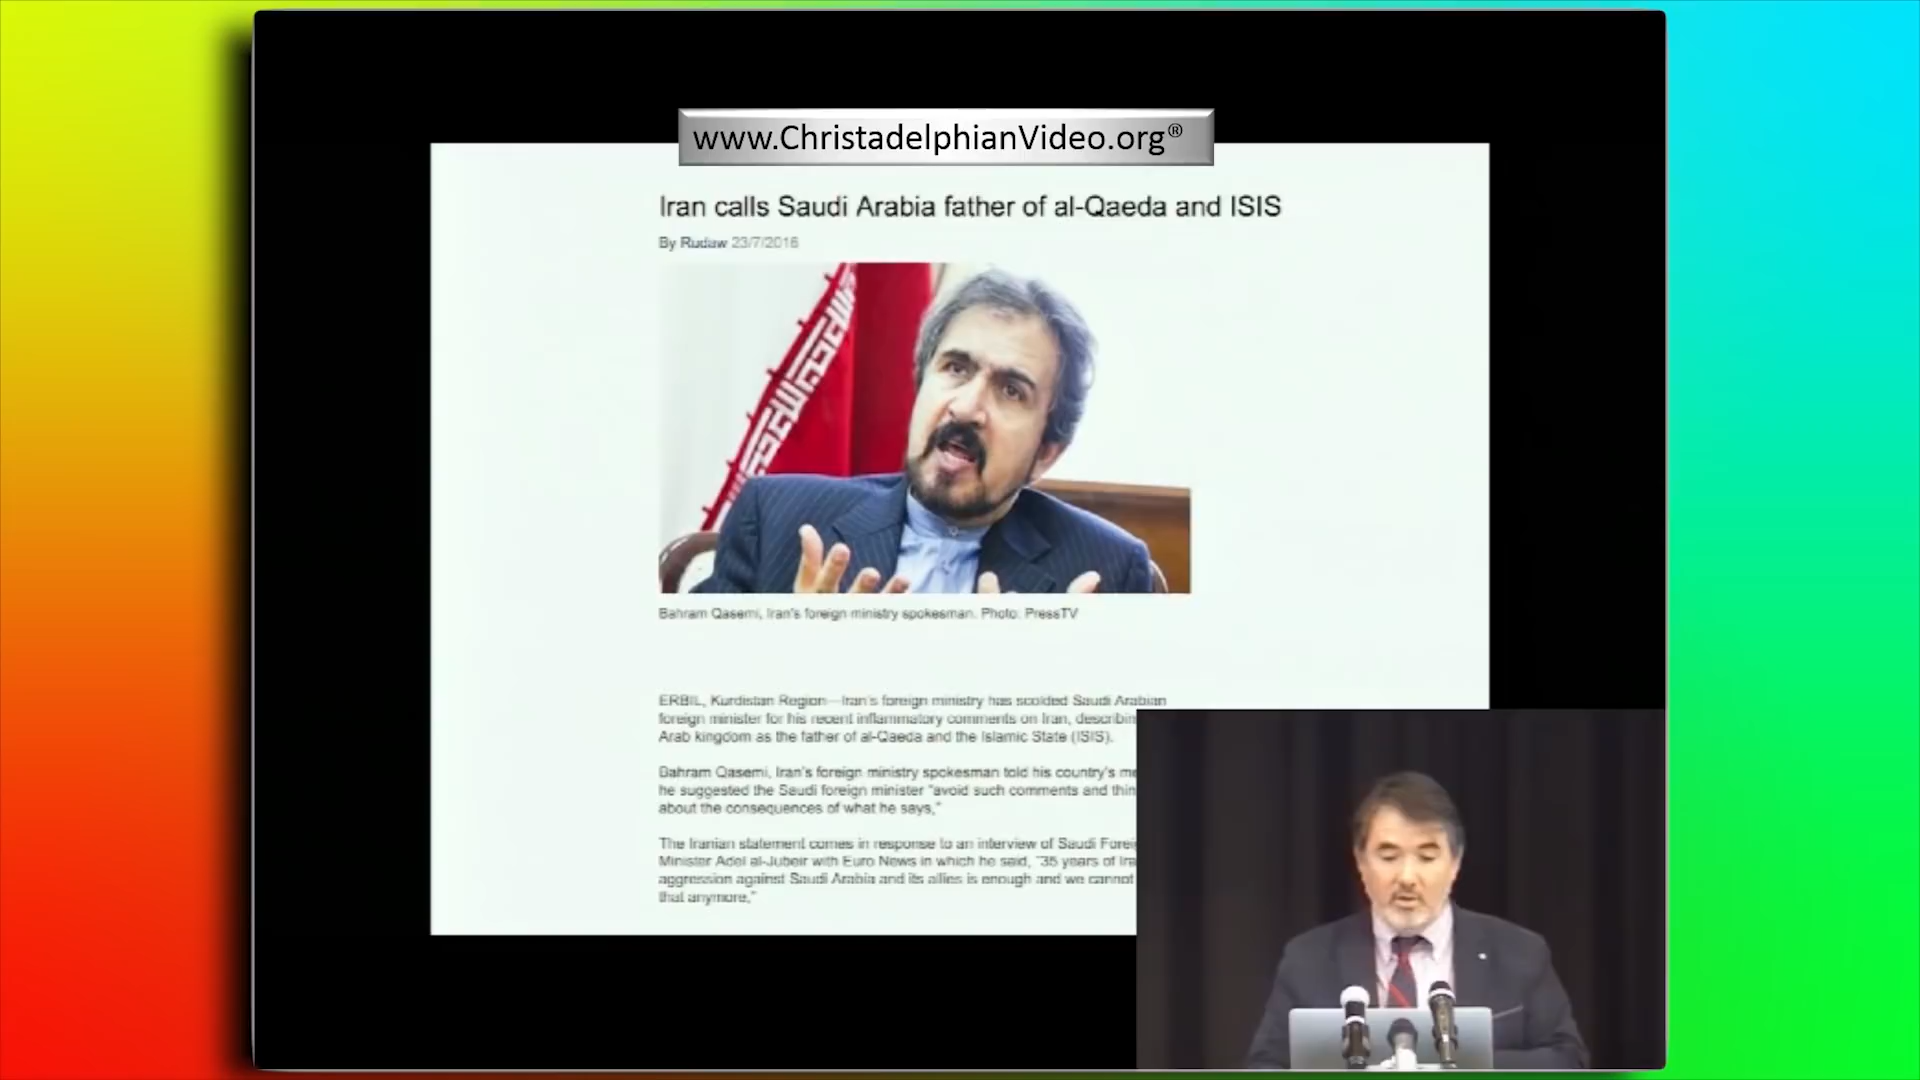 www.ChristadelphianVideo.org®
Iran calls Saudi Arabia father of al-Qaeda and ISIS
By Rudaw 23/7/2016
Bahram Qasemi, Iran's foreign ministry spokesman. Photo: PressTV
ERBIL, Kurdistan Region—Iran's foreign ministry has scolded Saudi Arabian
foreign minister for his recent inflammatory comments on Iran, describin
Arab kingdom as the father of al-Qaeda and the Islamic State (ISIS).
Bahram Qasemi, Iran's foreign ministry spokesman told his country's me
he suggested the Saudi foreign minister "avoid such comments and thin
about the consequences of what he says,"
The Iranian statement comes in response to an interview of Saudi Foreig
Minister Adel al-Jubeir with Euro News in which he said, "35 years of Ira
aggression against Saudi Arabia and its allies is enough and we cannot
that anymore,"